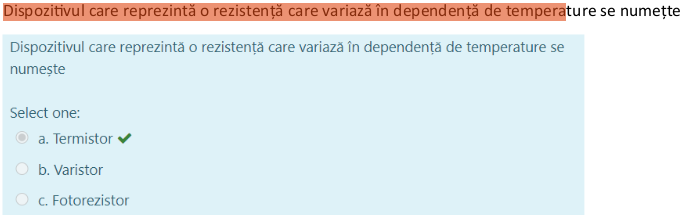 Dispozitivul care reprezintă o rezistență care variază în dependență de temperature se numețte
Dispozitivul care reprezintă o rezistență care variază în dependență de temperature se
numește
Select one:
a. Termistor
b. Varistor
c. Fotorezistor